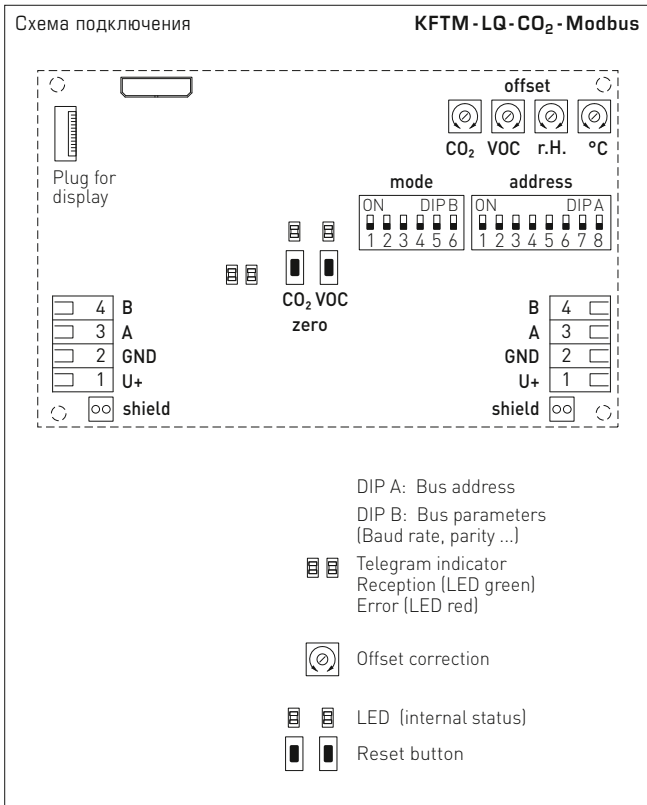 Схема подключения KFTM - LQ - CO₂ - Modbus
offset
CO₂ VOC r.H. °C
Plug for
display
mode address
ON DIP B ON DIP A
1 2 3 4 5 6 1 2 3 4 5 6 7 8
CO₂ VOC
zero
4 B B 4
3 A A 3
2 GND GND 2
1 U+ U+ 1
shield shield
DIP A: Bus address
DIP B: Bus parameters
(Baud rate, parity ...)
Telegram indicator
Reception (LED green)
Error (LED red)
Offset correction
LED (internal status)
Reset button